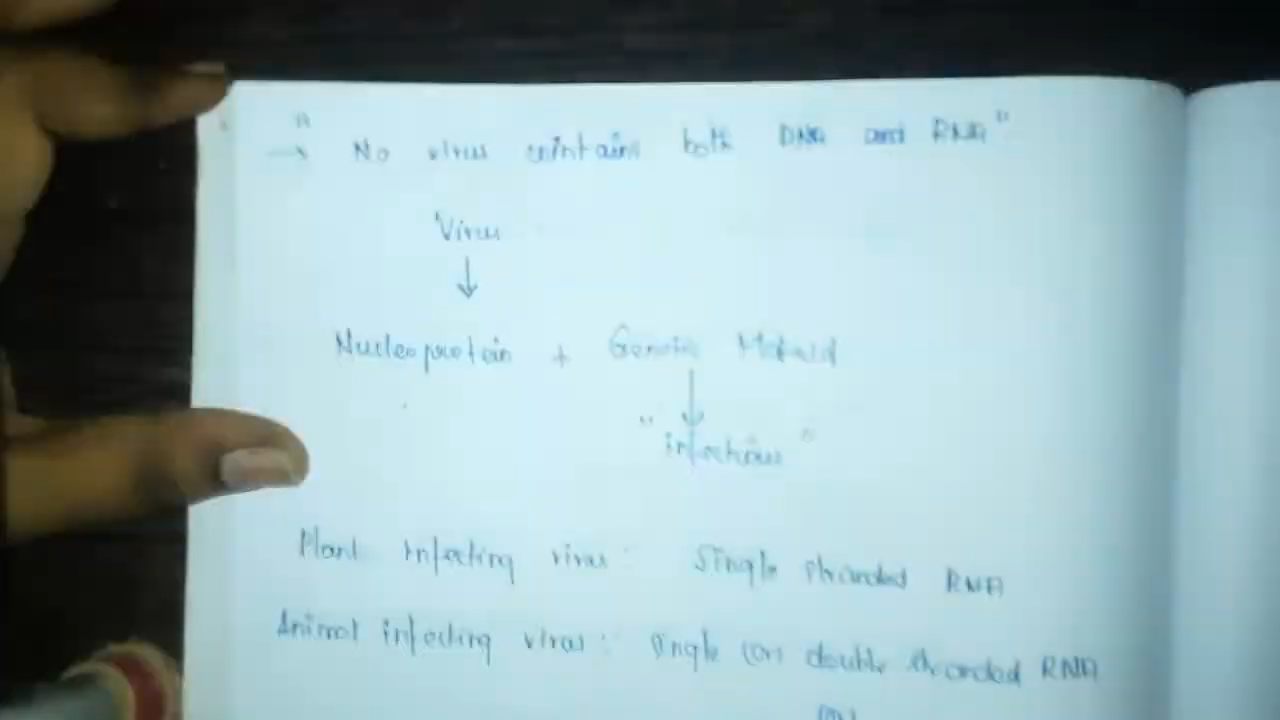 → "No virus contains both DNA and RNA"
Virus
↓
Nucleoprotein + Genetic Material
↓
"infectious"
Plant infecting virus: Single stranded RNA
Animal infecting virus: single (or) double stranded RNA